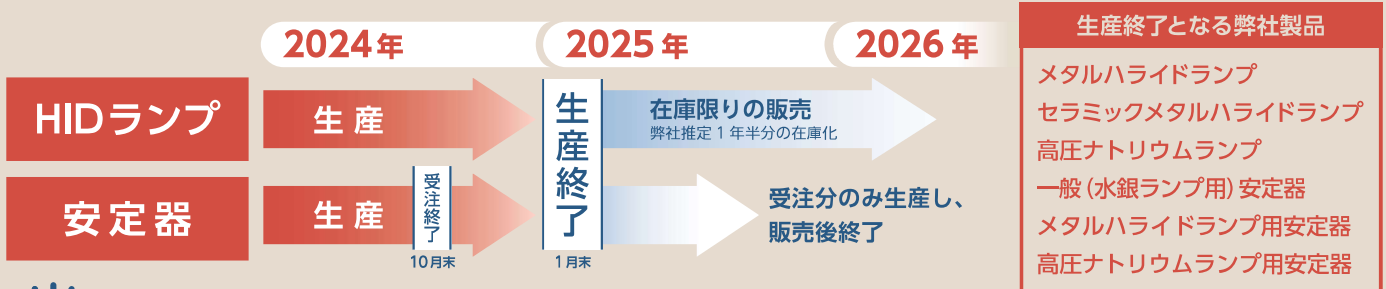 2024年
2025年
2026年
HIDランプ
生産
生産終了
在庫限りの販売
弊社推定1年半分の在庫化
安定器
生産
受注終了
10月末
1月末
受注分のみ生産し、
販売後終了
生産終了となる弊社製品
メタルハライドランプ
セラミックメタルハライドランプ
高圧ナトリウムランプ
一般(水銀ランプ用)安定器
メタルハライドランプ用安定器
高圧ナトリウムランプ用安定器